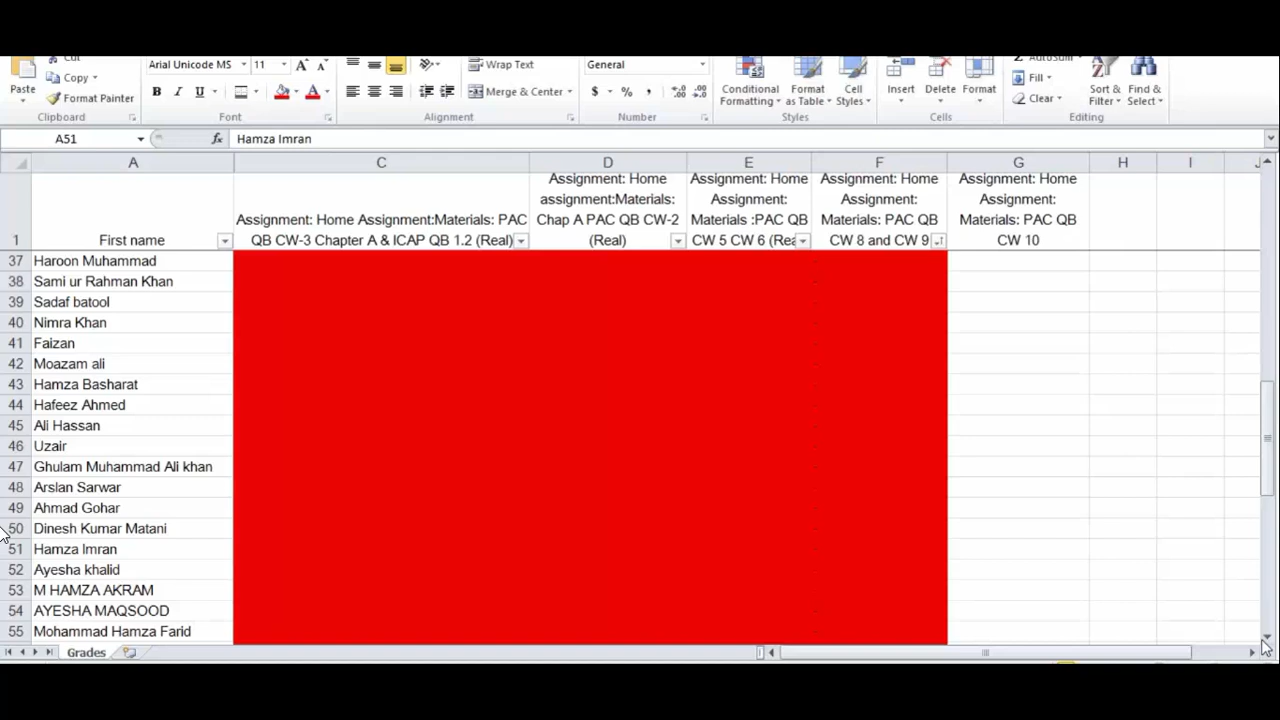 Cut
Copy
Paste
Format Painter
Clipboard
Arial Unicode MS
11
A
A
B I U
A
Font
Wrap Text
Merge & Center
Alignment
General
$ % ,
Number
Conditional
Formatting
Format
as Table
Cell
Styles
Styles
Insert
Delete
Format
Cells
AutoSum
Fill
Clear
Sort &
Filter
Find &
Select
Editing
A51
fx
Hamza Imran
A C D E F G H I J
1
First name
Assignment: Home Assignment:Materials: PAC
QB CW-3 Chapter A & ICAP QB 1.2 (Real)
Assignment: Home
assignment:Materials:
Chap A PAC QB CW-2
(Real)
Assignment: Home
Assignment:
Materials :PAC QB
CW 5 CW 6 (Rea
Assignment: Home
Assignment:
Materials: PAC QB
CW 8 and CW 9
Assignment: Home
Assignment:
Materials: PAC QB
CW 10
37 Haroon Muhammad
38 Sami ur Rahman Khan
39 Sadaf batool
40 Nimra Khan
41 Faizan
42 Moazam ali
43 Hamza Basharat
44 Hafeez Ahmed
45 Ali Hassan
46 Uzair
47 Ghulam Muhammad Ali khan
48 Arslan Sarwar
49 Ahmad Gohar
50 Dinesh Kumar Matani
51 Hamza Imran
52 Ayesha khalid
53 M HAMZA AKRAM
54 AYESHA MAQSOOD
55 Mohammad Hamza Farid
Grades